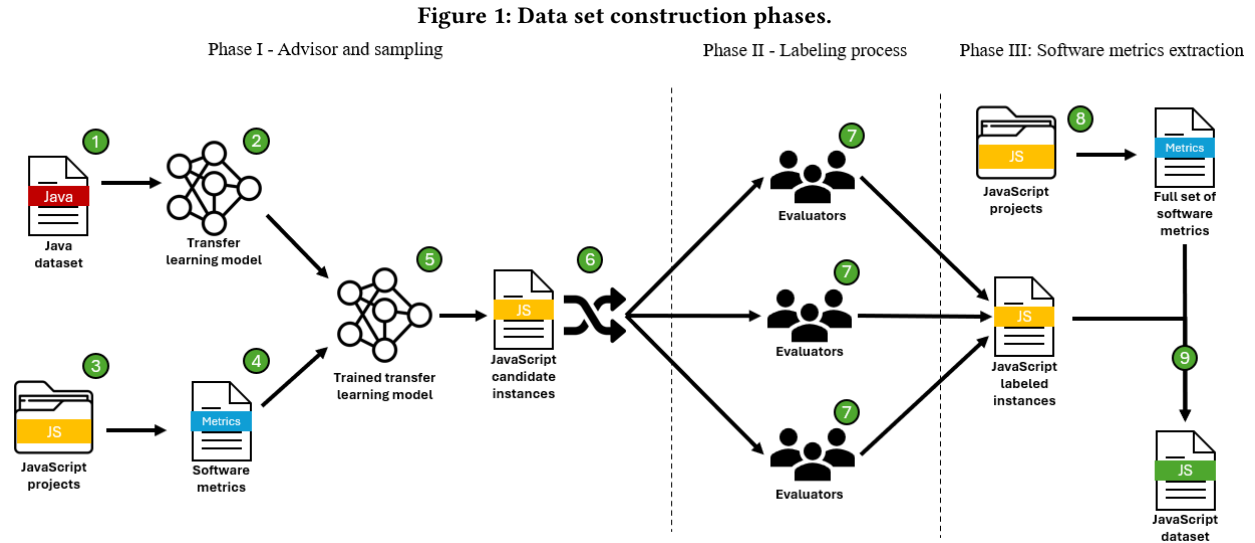 Figure 1: Data set construction phases.
Phase I - Advisor and sampling
Phase II - Labeling process
Phase III: Software metrics extraction
1
Java
Java
dataset
2
Transfer
learning model
3
JS
JavaScript
projects
4
Metrics
Software
metrics
5
Trained transfer
learning model
6
JS
JavaScript
candidate
instances
7
Evaluators
7
Evaluators
7
Evaluators
8
JS
JavaScript
projects
Metrics
Full set of
software
metrics
JS
JavaScript
labeled
instances
9
JS
JavaScript
dataset